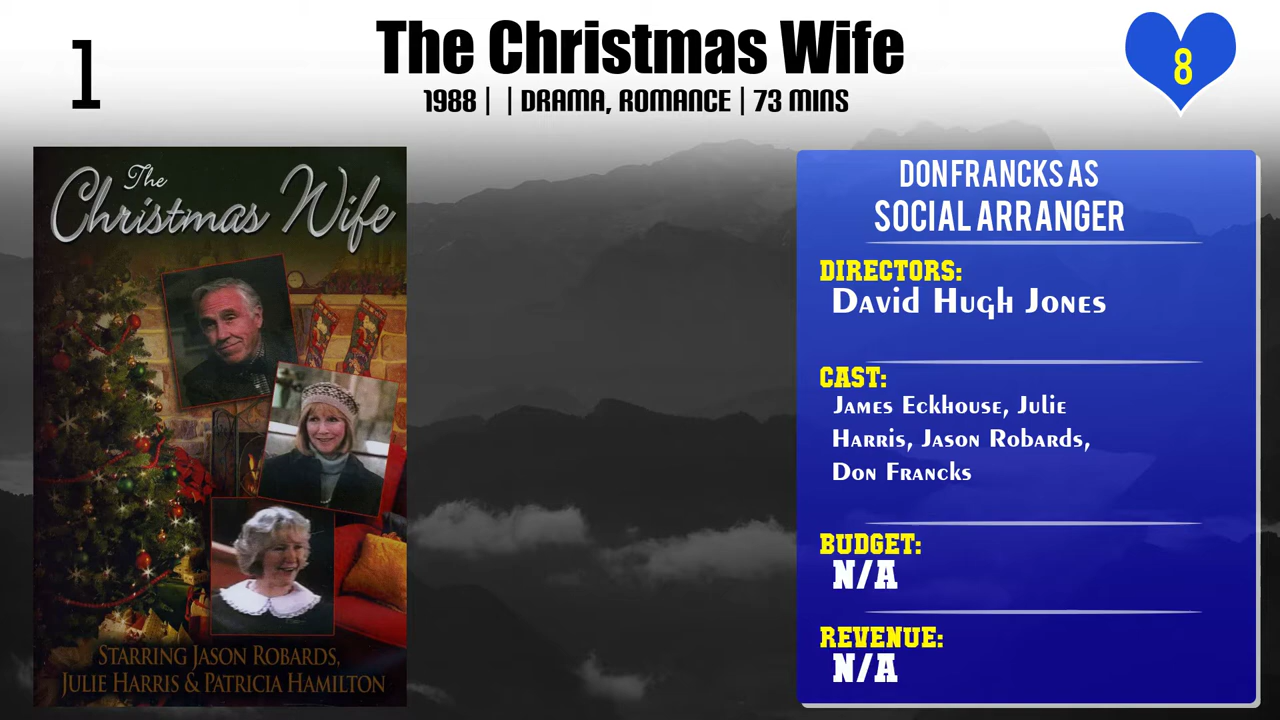 1
The Christmas Wife
8
1988 | | DRAMA, ROMANCE | 73 MINS
The
Christmas Wife
STARRING JASON ROBARDS,
JULIE HARRIS & PATRICIA HAMILTON
DON FRANCKS AS
SOCIAL ARRANGER
DIRECTORS:
David Hugh Jones
CAST:
James Eckhouse, Julie
Harris, Jason Robards,
Don Francks
BUDGET:
N/A
REVENUE:
N/A